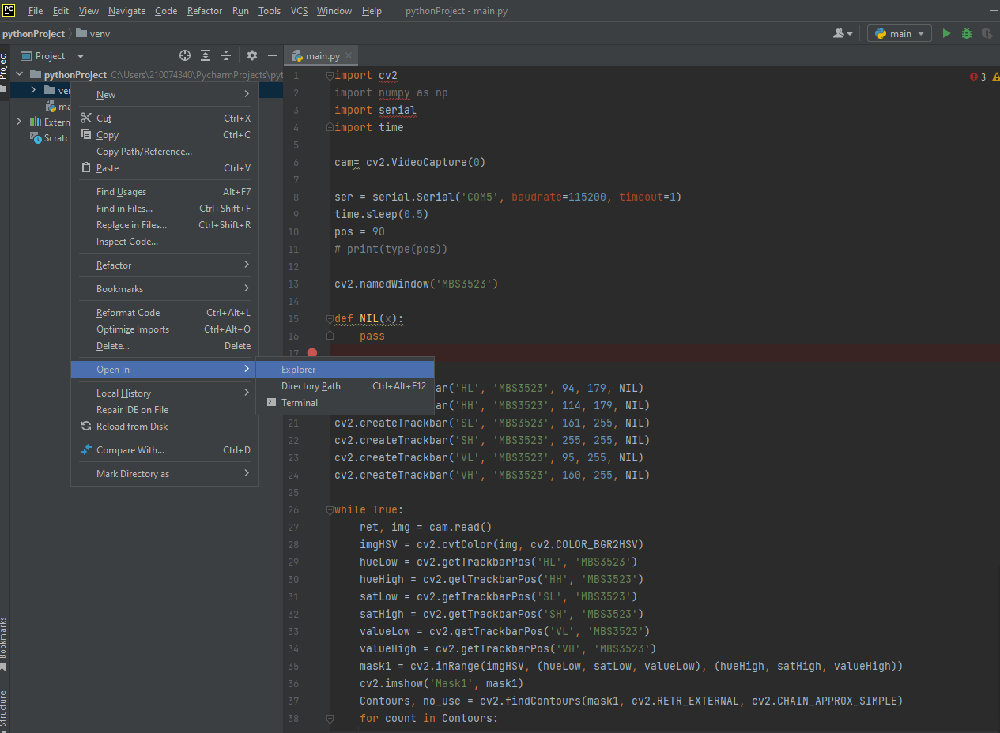 PC File Edit View Navigate Code Refactor Run Tools VCS Window Help pythonProject - main.py
pythonProject venv
main
Project
Project
main.py
pythonProject C:\Users\210074340\PycharmProjects\pyt
ver
ma
Extern
Scratc
New
Cut Ctrl+X
Copy Ctrl+C
Copy Path/Reference...
Paste Ctrl+V
Find Usages Alt+F7
Find in Files... Ctrl+Shift+F
Replace in Files... Ctrl+Shift+R
Inspect Code...
Refactor
Bookmarks
Reformat Code Ctrl+Alt+L
Optimize Imports Ctrl+Alt+O
Delete... Delete
Open In
Local History
Repair IDE on File
Reload from Disk
Compare With... Ctrl+D
Mark Directory as
Explorer
Directory Path Ctrl+Alt+F12
Terminal
Bookmarks
Structure
3
1 import cv2
2 import numpy as np
3 import serial
4 import time
5
6 cam= cv2.VideoCapture(0)
7
8 ser = serial.Serial('COM5', baudrate=115200, timeout=1)
9 time.sleep(0.5)
10 pos = 90
11 # print(type(pos))
12
13 cv2.namedWindow('MBS3523')
14
15 def NIL(x):
16 pass
17
ar('HL', 'MBS3523', 94, 179, NIL)
ar('HH', 'MBS3523', 114, 179, NIL)
21 cv2.createTrackbar('SL', 'MBS3523', 161, 255, NIL)
22 cv2.createTrackbar('SH', 'MBS3523', 255, 255, NIL)
23 cv2.createTrackbar('VL', 'MBS3523', 95, 255, NIL)
24 cv2.createTrackbar('VH', 'MBS3523', 160, 255, NIL)
25
26 while True:
27 ret, img = cam.read()
28 imgHSV = cv2.cvtColor(img, cv2.COLOR_BGR2HSV)
29 hueLow = cv2.getTrackbarPos('HL', 'MBS3523')
30 hueHigh = cv2.getTrackbarPos('HH', 'MBS3523')
31 satLow = cv2.getTrackbarPos('SL', 'MBS3523')
32 satHigh = cv2.getTrackbarPos('SH', 'MBS3523')
33 valueLow = cv2.getTrackbarPos('VL', 'MBS3523')
34 valueHigh = cv2.getTrackbarPos('VH', 'MBS3523')
35 mask1 = cv2.inRange(imgHSV, (hueLow, satLow, valueLow), (hueHigh, satHigh, valueHigh))
36 cv2.imshow('Mask1', mask1)
37 Contours, no_use = cv2.findContours(mask1, cv2.RETR_EXTERNAL, cv2.CHAIN_APPROX_SIMPLE)
38 for count in Contours: